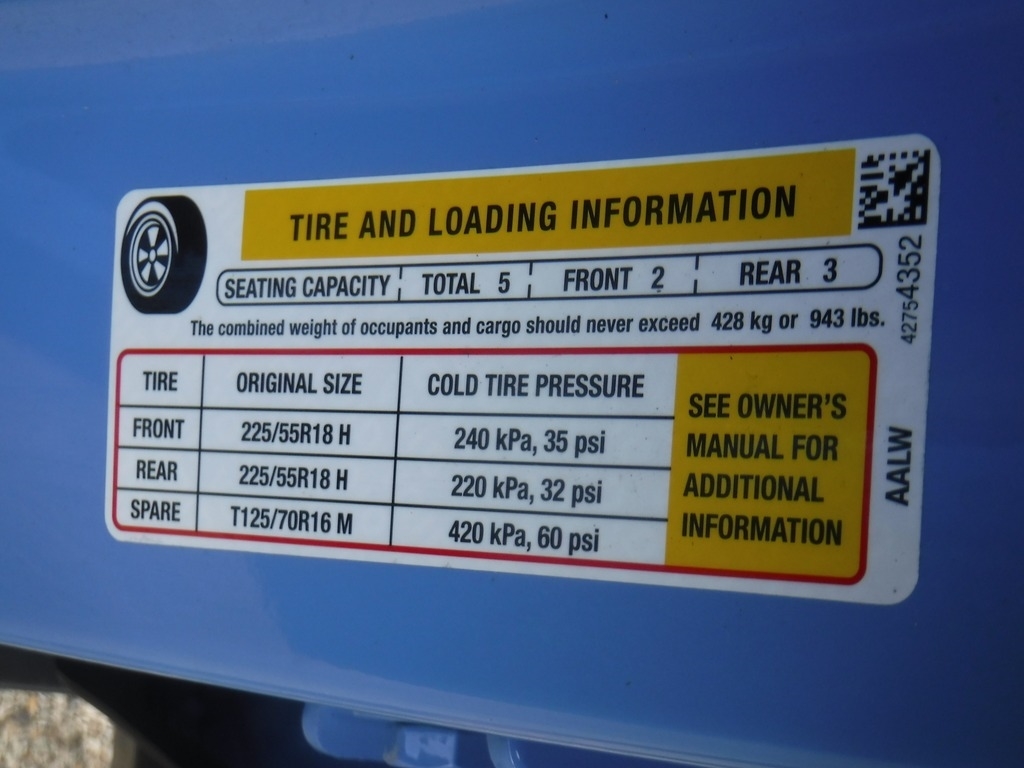 TIRE AND LOADING INFORMATION
SEATING CAPACITY TOTAL 5 FRONT 2 REAR 3
The combined weight of occupants and cargo should never exceed 428 kg or 943 lbs.
TIRE ORIGINAL SIZE COLD TIRE PRESSURE
FRONT 225/55R18 H 240 kPa, 35 psi
REAR 225/55R18 H 220 kPa, 32 psi
SPARE T125/70R16 M 420 kPa, 60 psi
SEE OWNER'S
MANUAL FOR
ADDITIONAL
INFORMATION
42754352
AALW